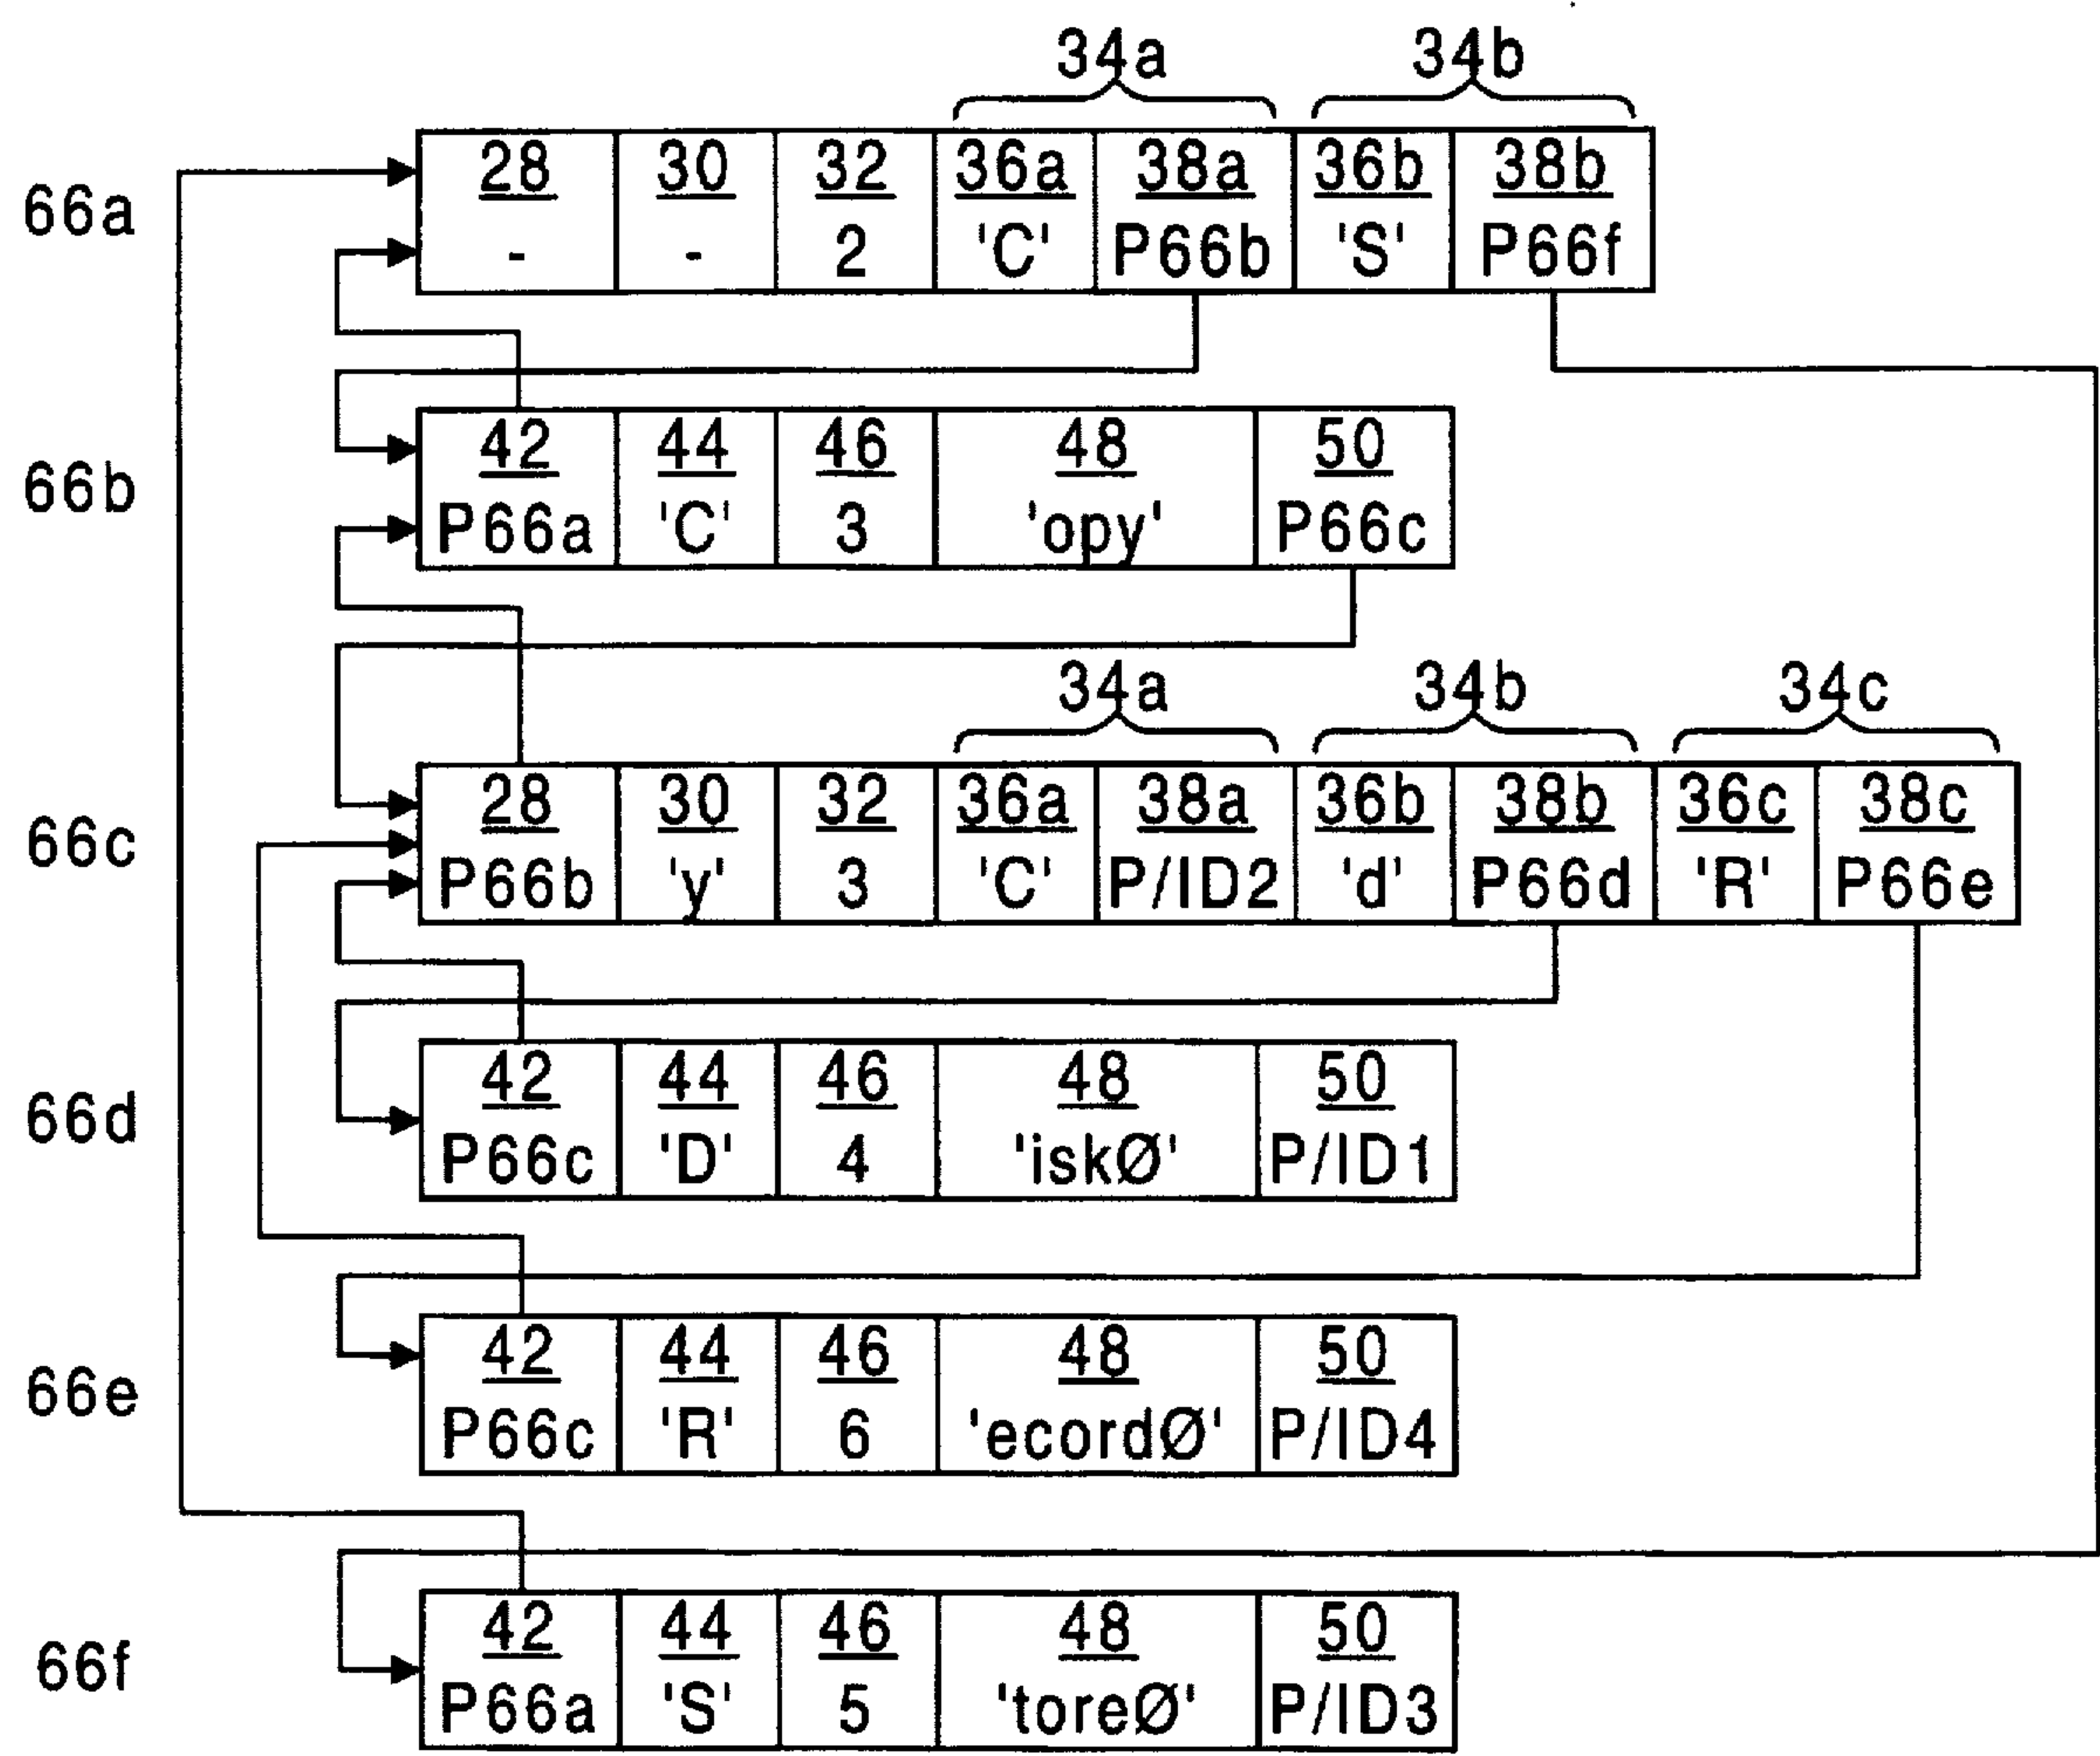 34a 34b
28 30 32 36a 38a 36b 38b
66a
- - 2 'C' P66b 'S' P66f
42 44 46 48 50
66b
P66a 'C' 3 'opy' P66c
34a 34b 34c
28 30 32 36a 38a 36b 38b 36c 38c
66c
P66b 'y' 3 'C' P/ID2 'd' P66d 'R' P66e
42 44 46 48 50
66d
P66c 'D' 4 'iskØ' P/ID1
42 44 46 48 50
66e
P66c 'R' 6 'ecordØ' P/ID4
42 44 46 48 50
66f
P66a 'S' 5 'toreØ' P/ID3